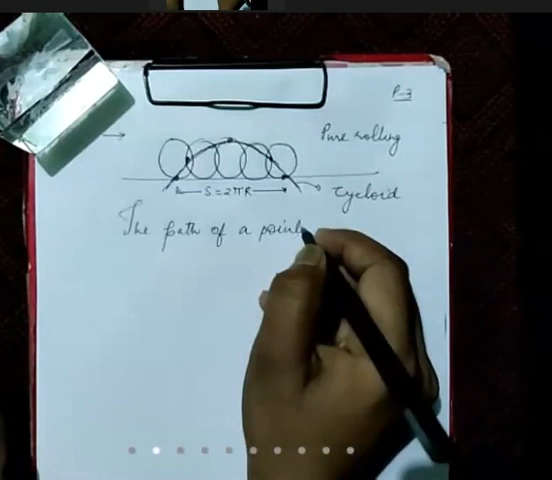 P-3
Pure rolling
S = 2πR
Cycloid
The path of a point